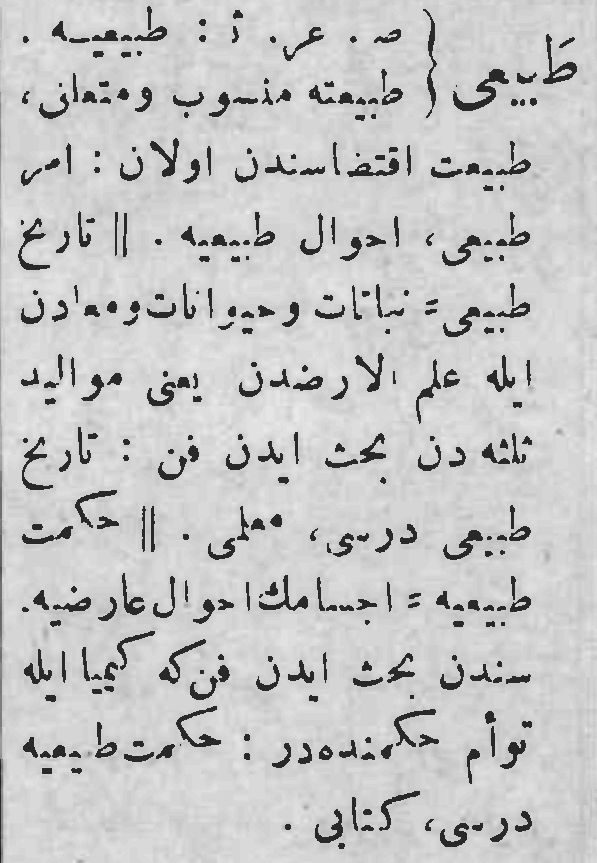 طَبِیعی { ص . عر. ث : طبیعیـه .
طبیعته منسوب ومتعلق ،
طبیعت اقتضاسندن اولان : امر
طبیعی ، احوال طبیعیه . || تاریخ
طبیعی = نباتات وحیوانات ومعادن
ایله علم الارضدن یعنی موالید
ثلثه دن بحث ایدن فن : تاریخ
طبیعی درسی ، معلمی . || حکمت
طبیعیه = اجسامك احوال عارضیه .
سندن بحث ایدن فن که کیمیا ایله
توأم حکمنده در : حکمت طبیعیه
درسی ، کتابی .